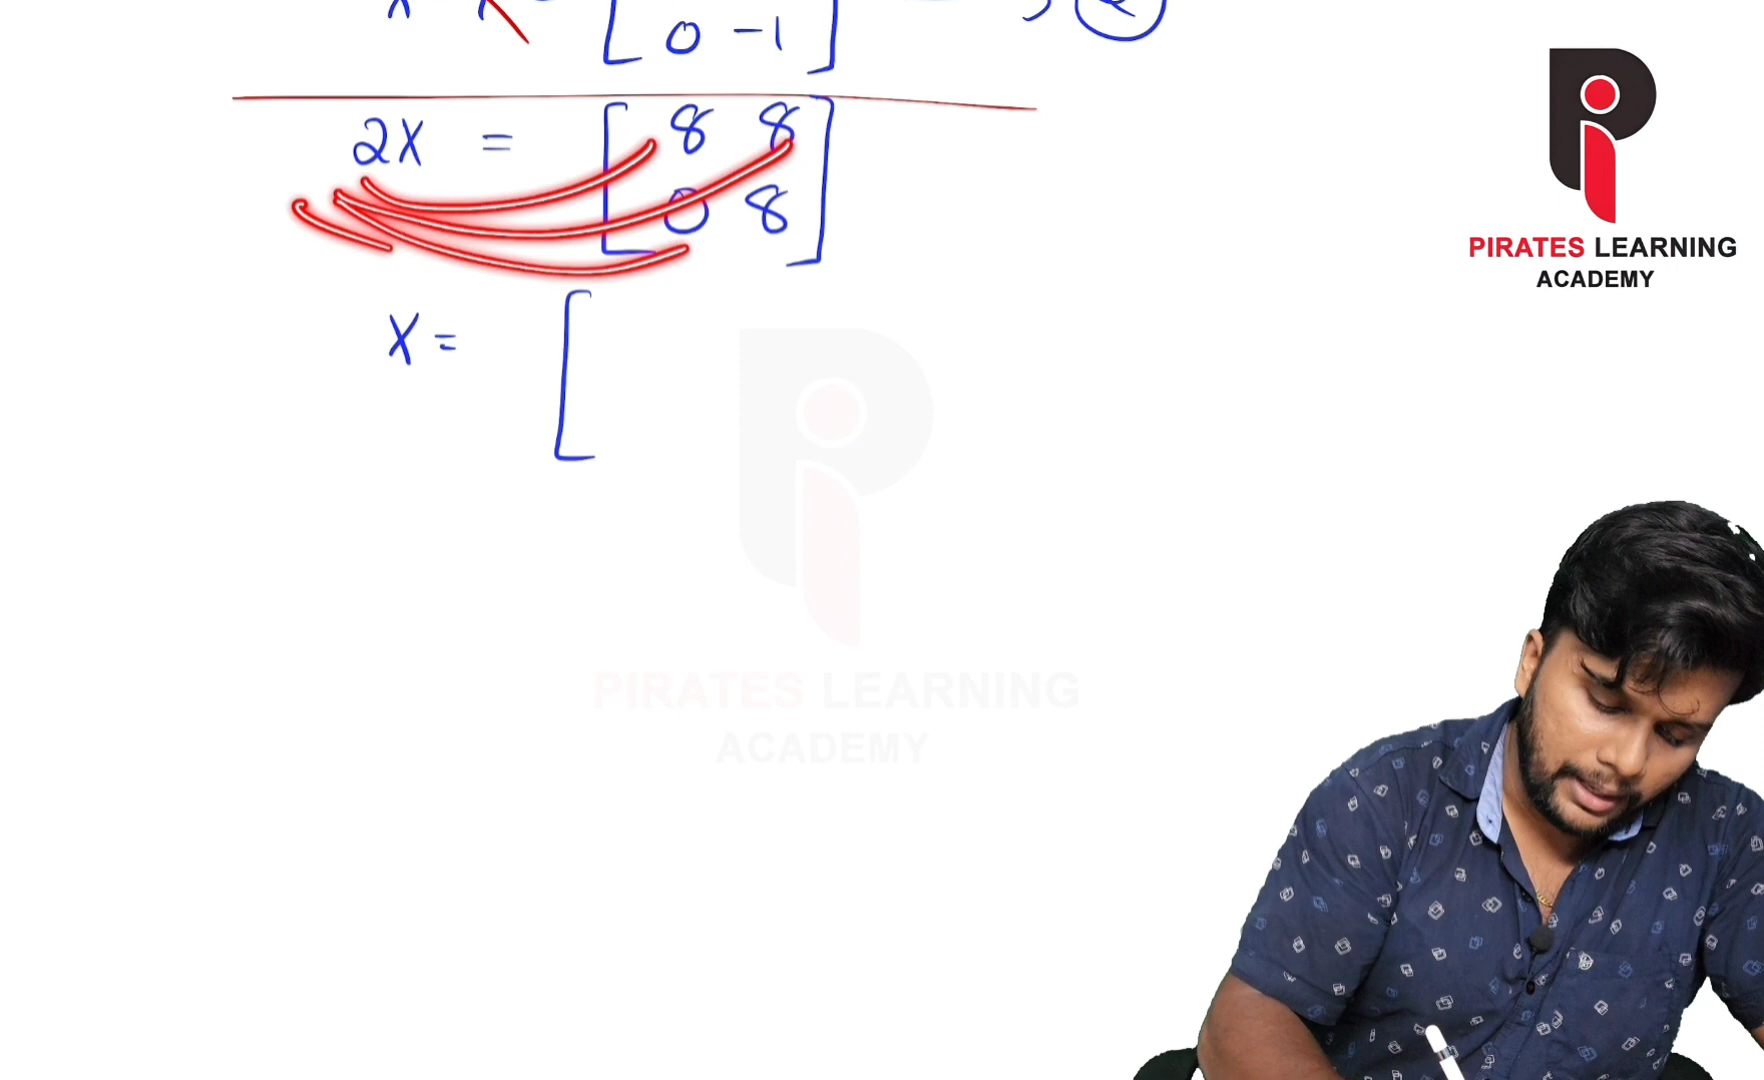 0 -1
2X = [ 8 8
0 8 ]
X = [
PIRATES LEARNING
ACADEMY
PIRATES LEARNING
ACADEMY